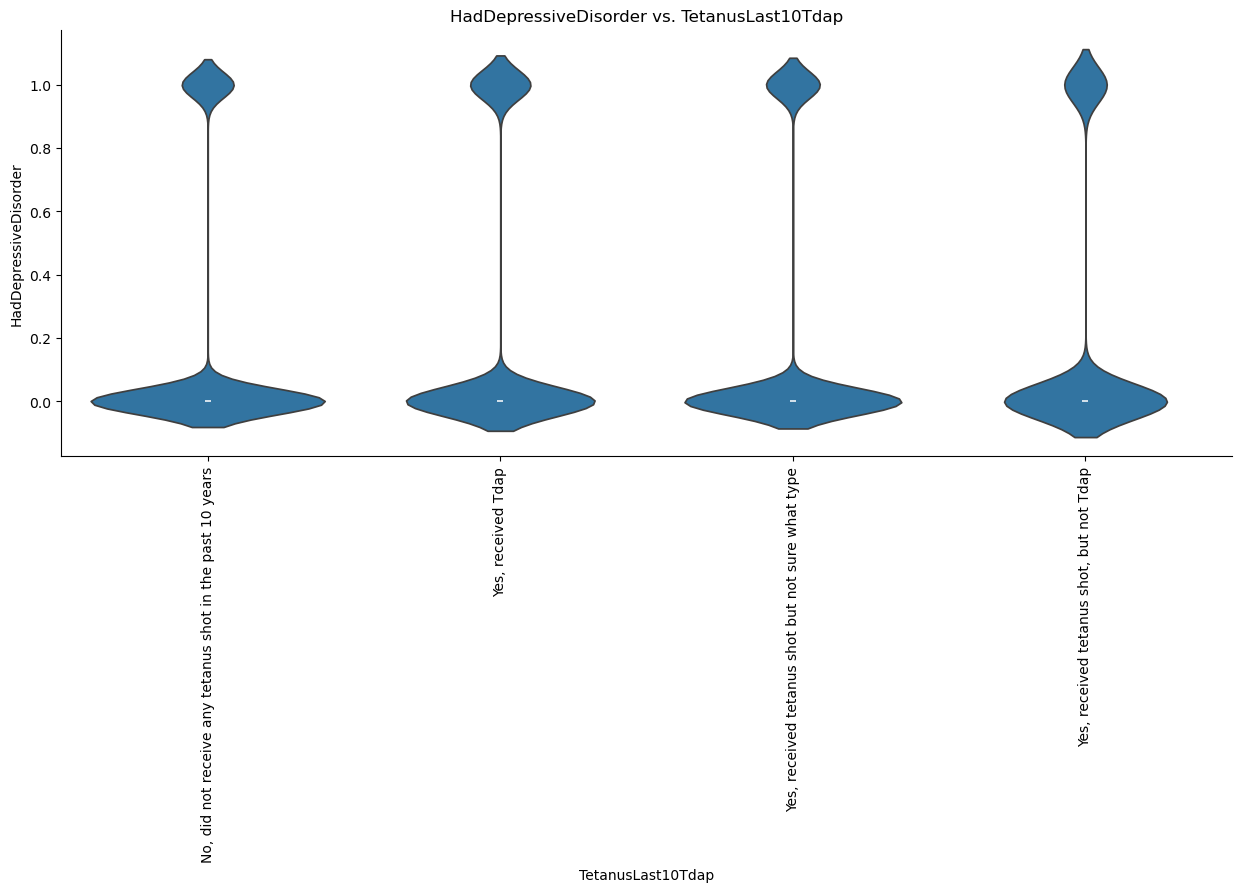 HadDepressiveDisorder vs. TetanusLast10Tdap
HadDepressiveDisorder
1.0
0.8
0.6
0.4
0.2
0.0
No, did not receive any tetanus shot in the past 10 years
Yes, received Tdap
Yes, received tetanus shot but not sure what type
Yes, received tetanus shot, but not Tdap
TetanusLast10Tdap